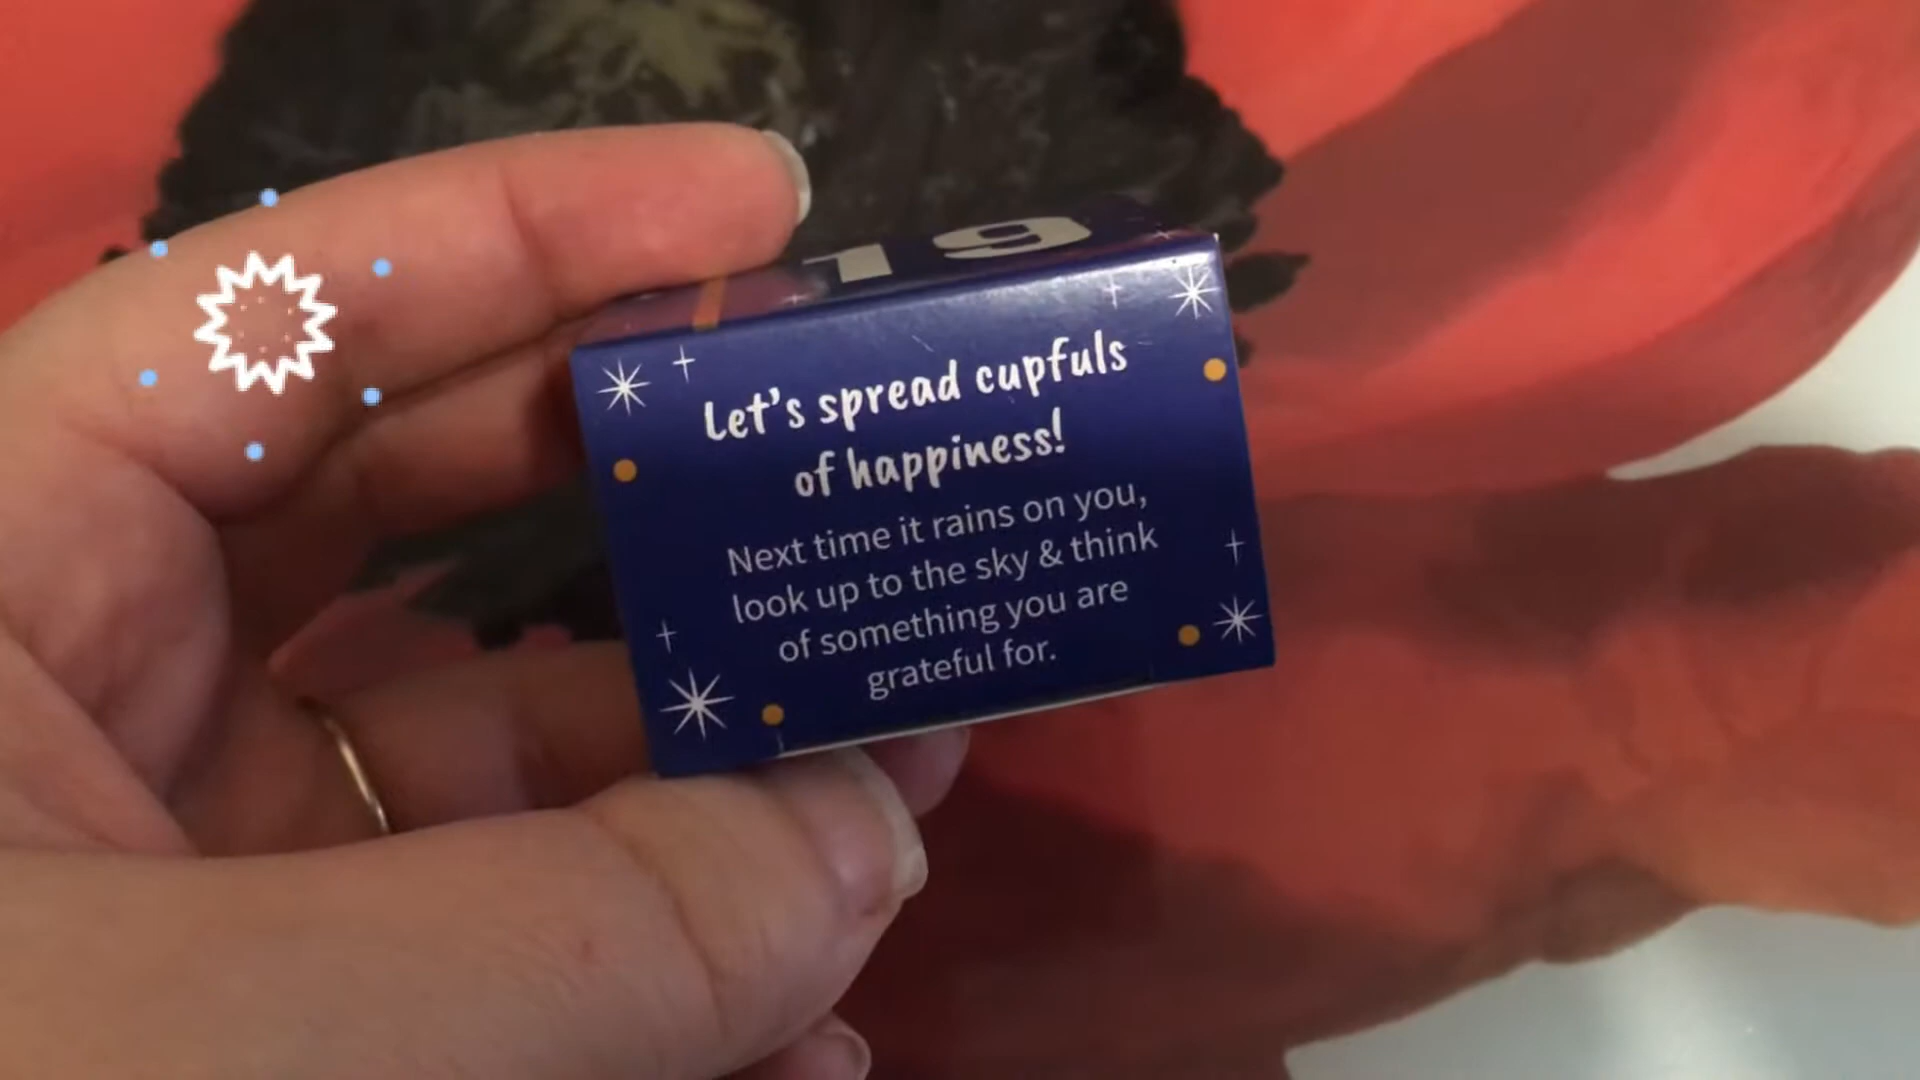 19
Let's spread cupfuls
of happiness!
Next time it rains on you,
look up to the sky & think
of something you are
grateful for.